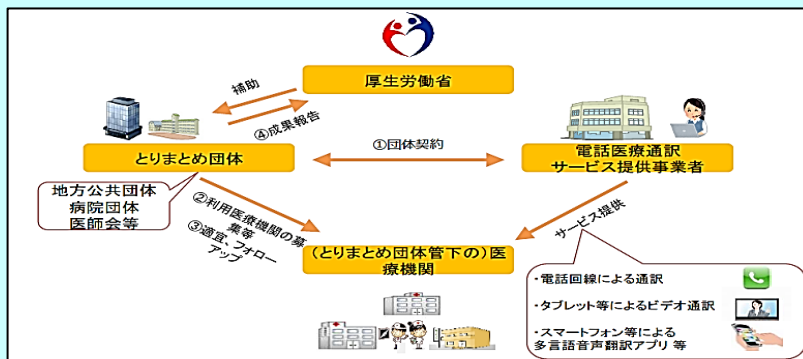 厚生労働省
補助
④成果報告
とりまとめ団体
①団体契約
電話医療通訳
サービス提供事業者
地方公共団体
病院団体
医師会等
②利用医療機関の募
集等
③適宜、フォロー
アップ
サービス提供
(とりまとめ団体管下の)医
療機関
・電話回線による通訳
・タブレット等によるビデオ通訳
・スマートフォン等による
多言語音声翻訳アプリ 等